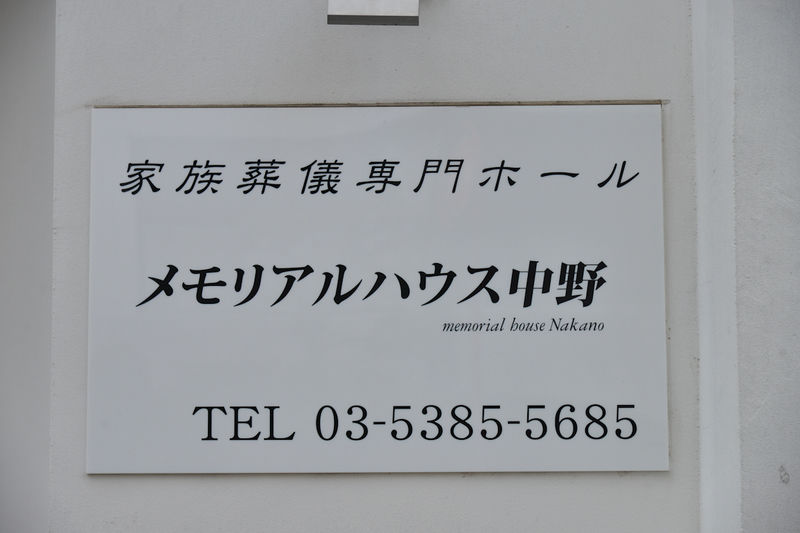 家族葬儀専門ホール
メモリアルハウス中野
memorial house Nakano
TEL 03-5385-5685